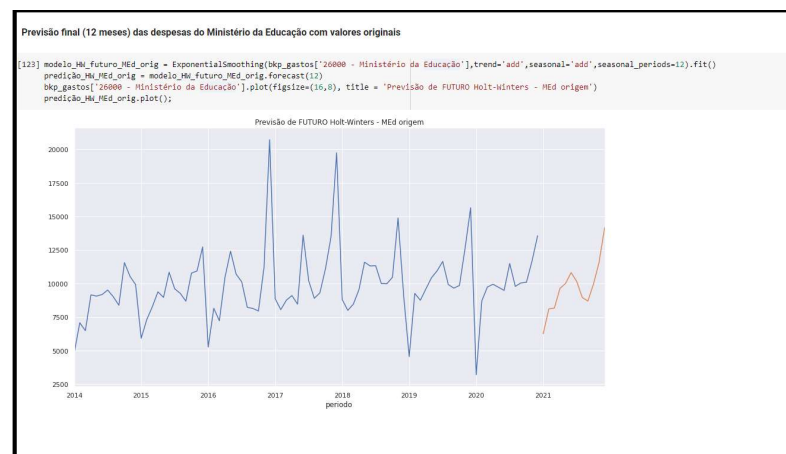 Previsão final (12 meses) das despesas do Ministério da Educação com valores originais
[123] modelo_HW_futuro_MEd_orig = ExponentialSmoothing(bkp_gastos['26000 - Ministério da Educação'],trend='add',seasonal='add',seasonal_periods=12).fit()
predição_HW_MEd_orig = modelo_HW_futuro_MEd_orig.forecast(12)
bkp_gastos['26000 - Ministério da Educação'].plot(figsize=(16,8), title = 'Previsão de FUTURO Holt-Winters - MEd origem')
predição_HW_MEd_orig.plot();
Previsão de FUTURO Holt-Winters - MEd origem
20000
17500
15000
12500
10000
7500
5000
2500
2014 2015 2016 2017 2018 2019 2020 2021
periodo